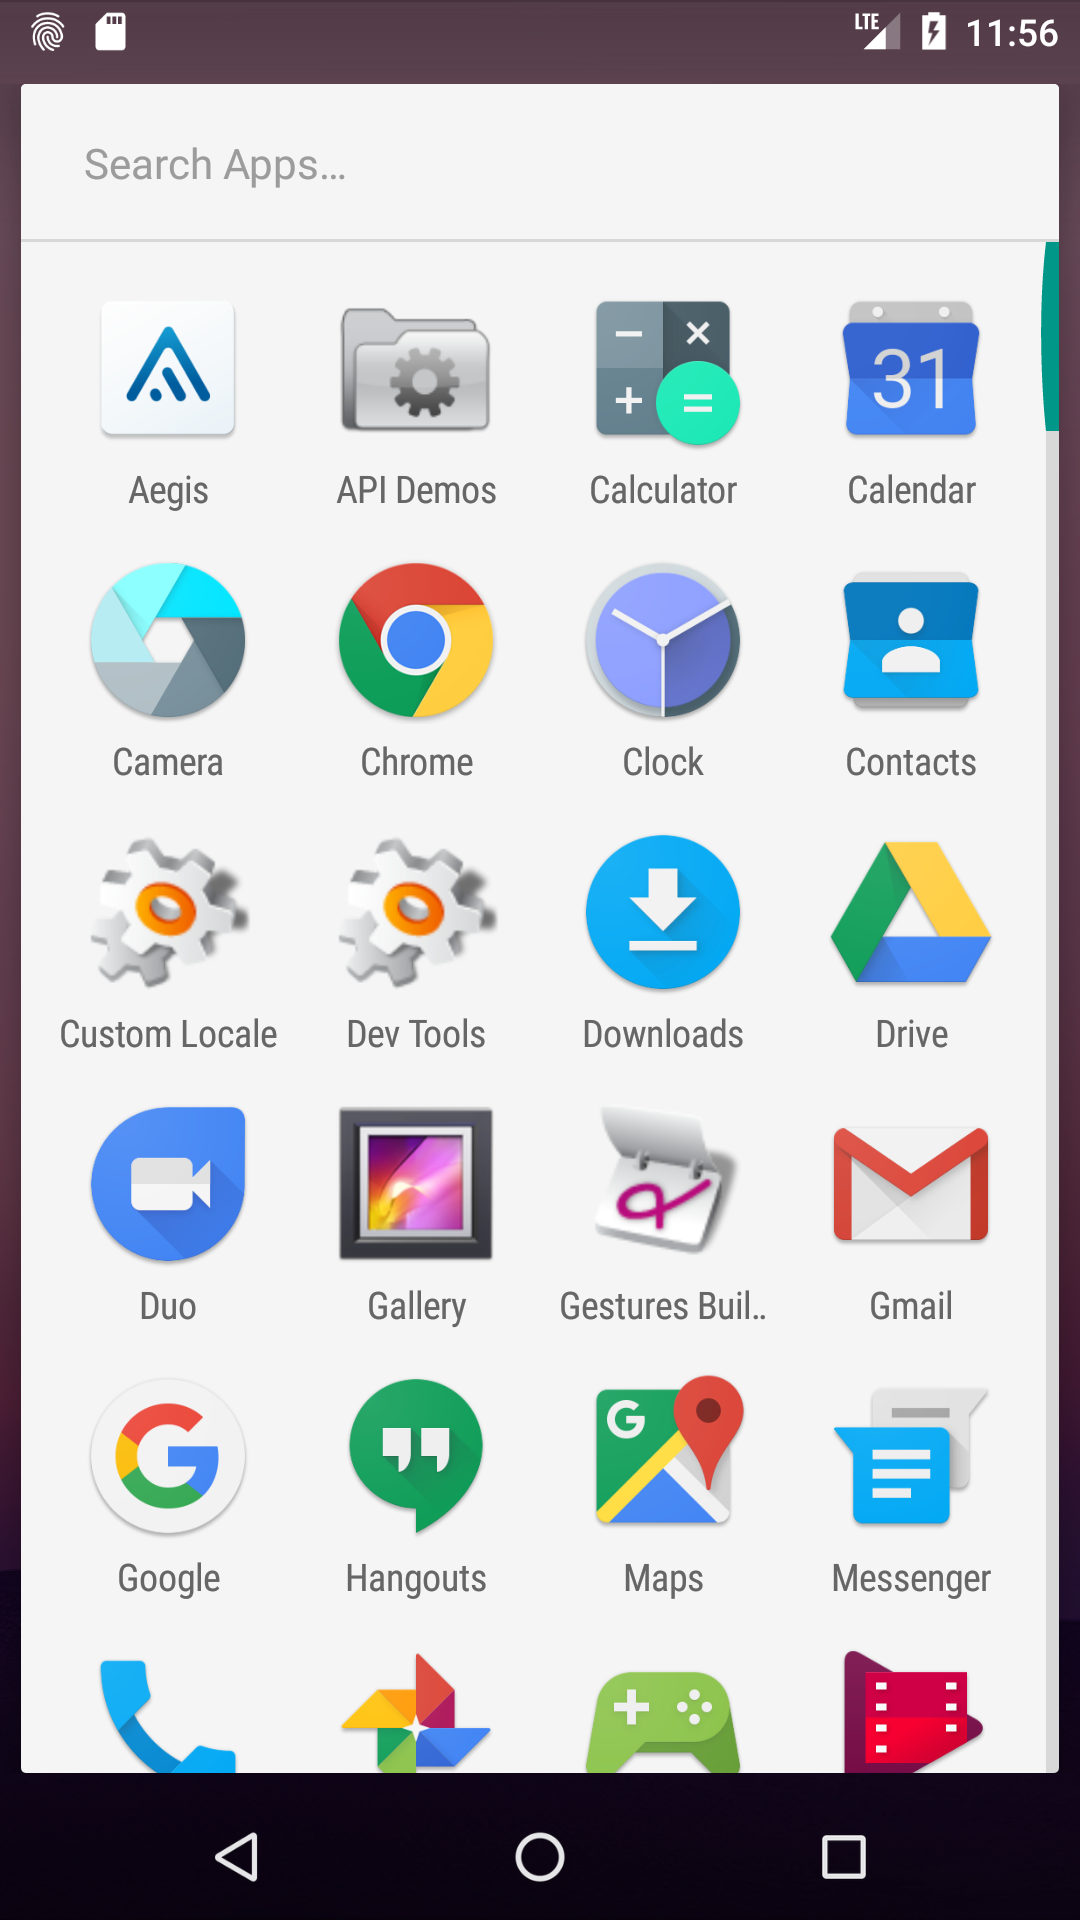 LTE 11:56
Search Apps...
31
Aegis API Demos Calculator Calendar
Camera Chrome Clock Contacts
Custom Locale Dev Tools Downloads Drive
Duo Gallery Gestures Buil.. Gmail
Google Hangouts Maps Messenger